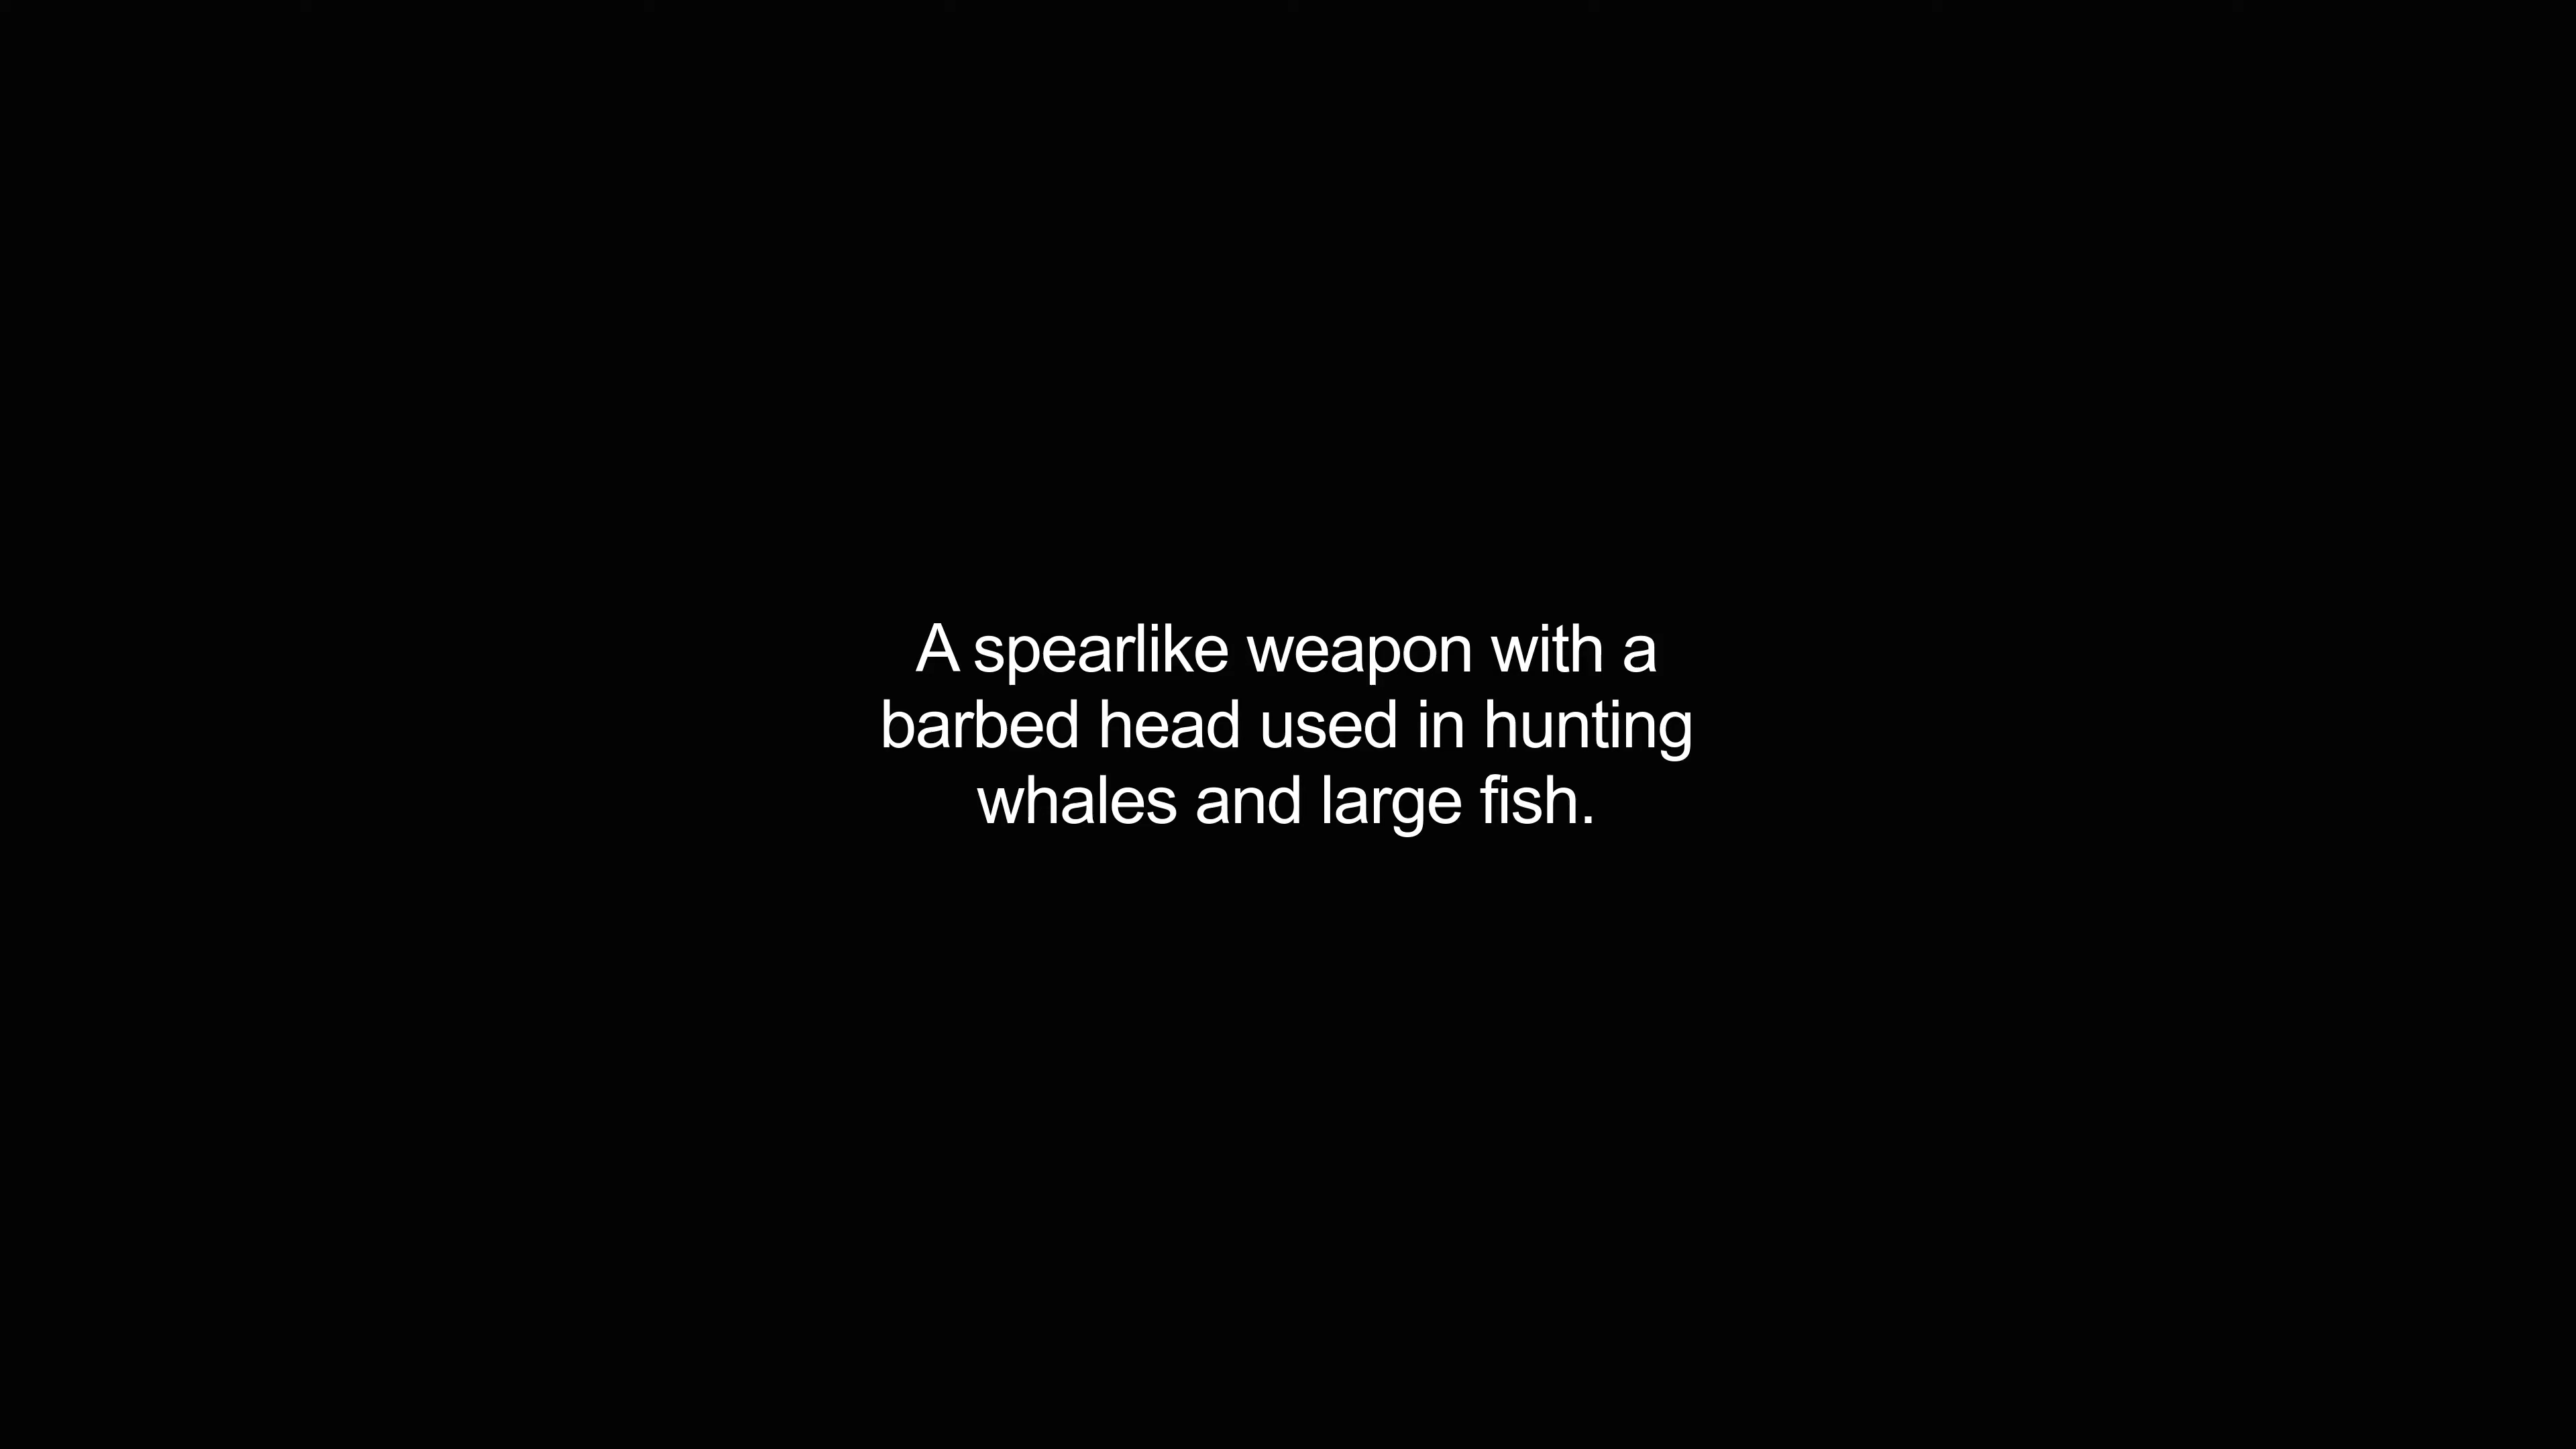 A spearlike weapon with a
barbed head used in hunting
whales and large fish.